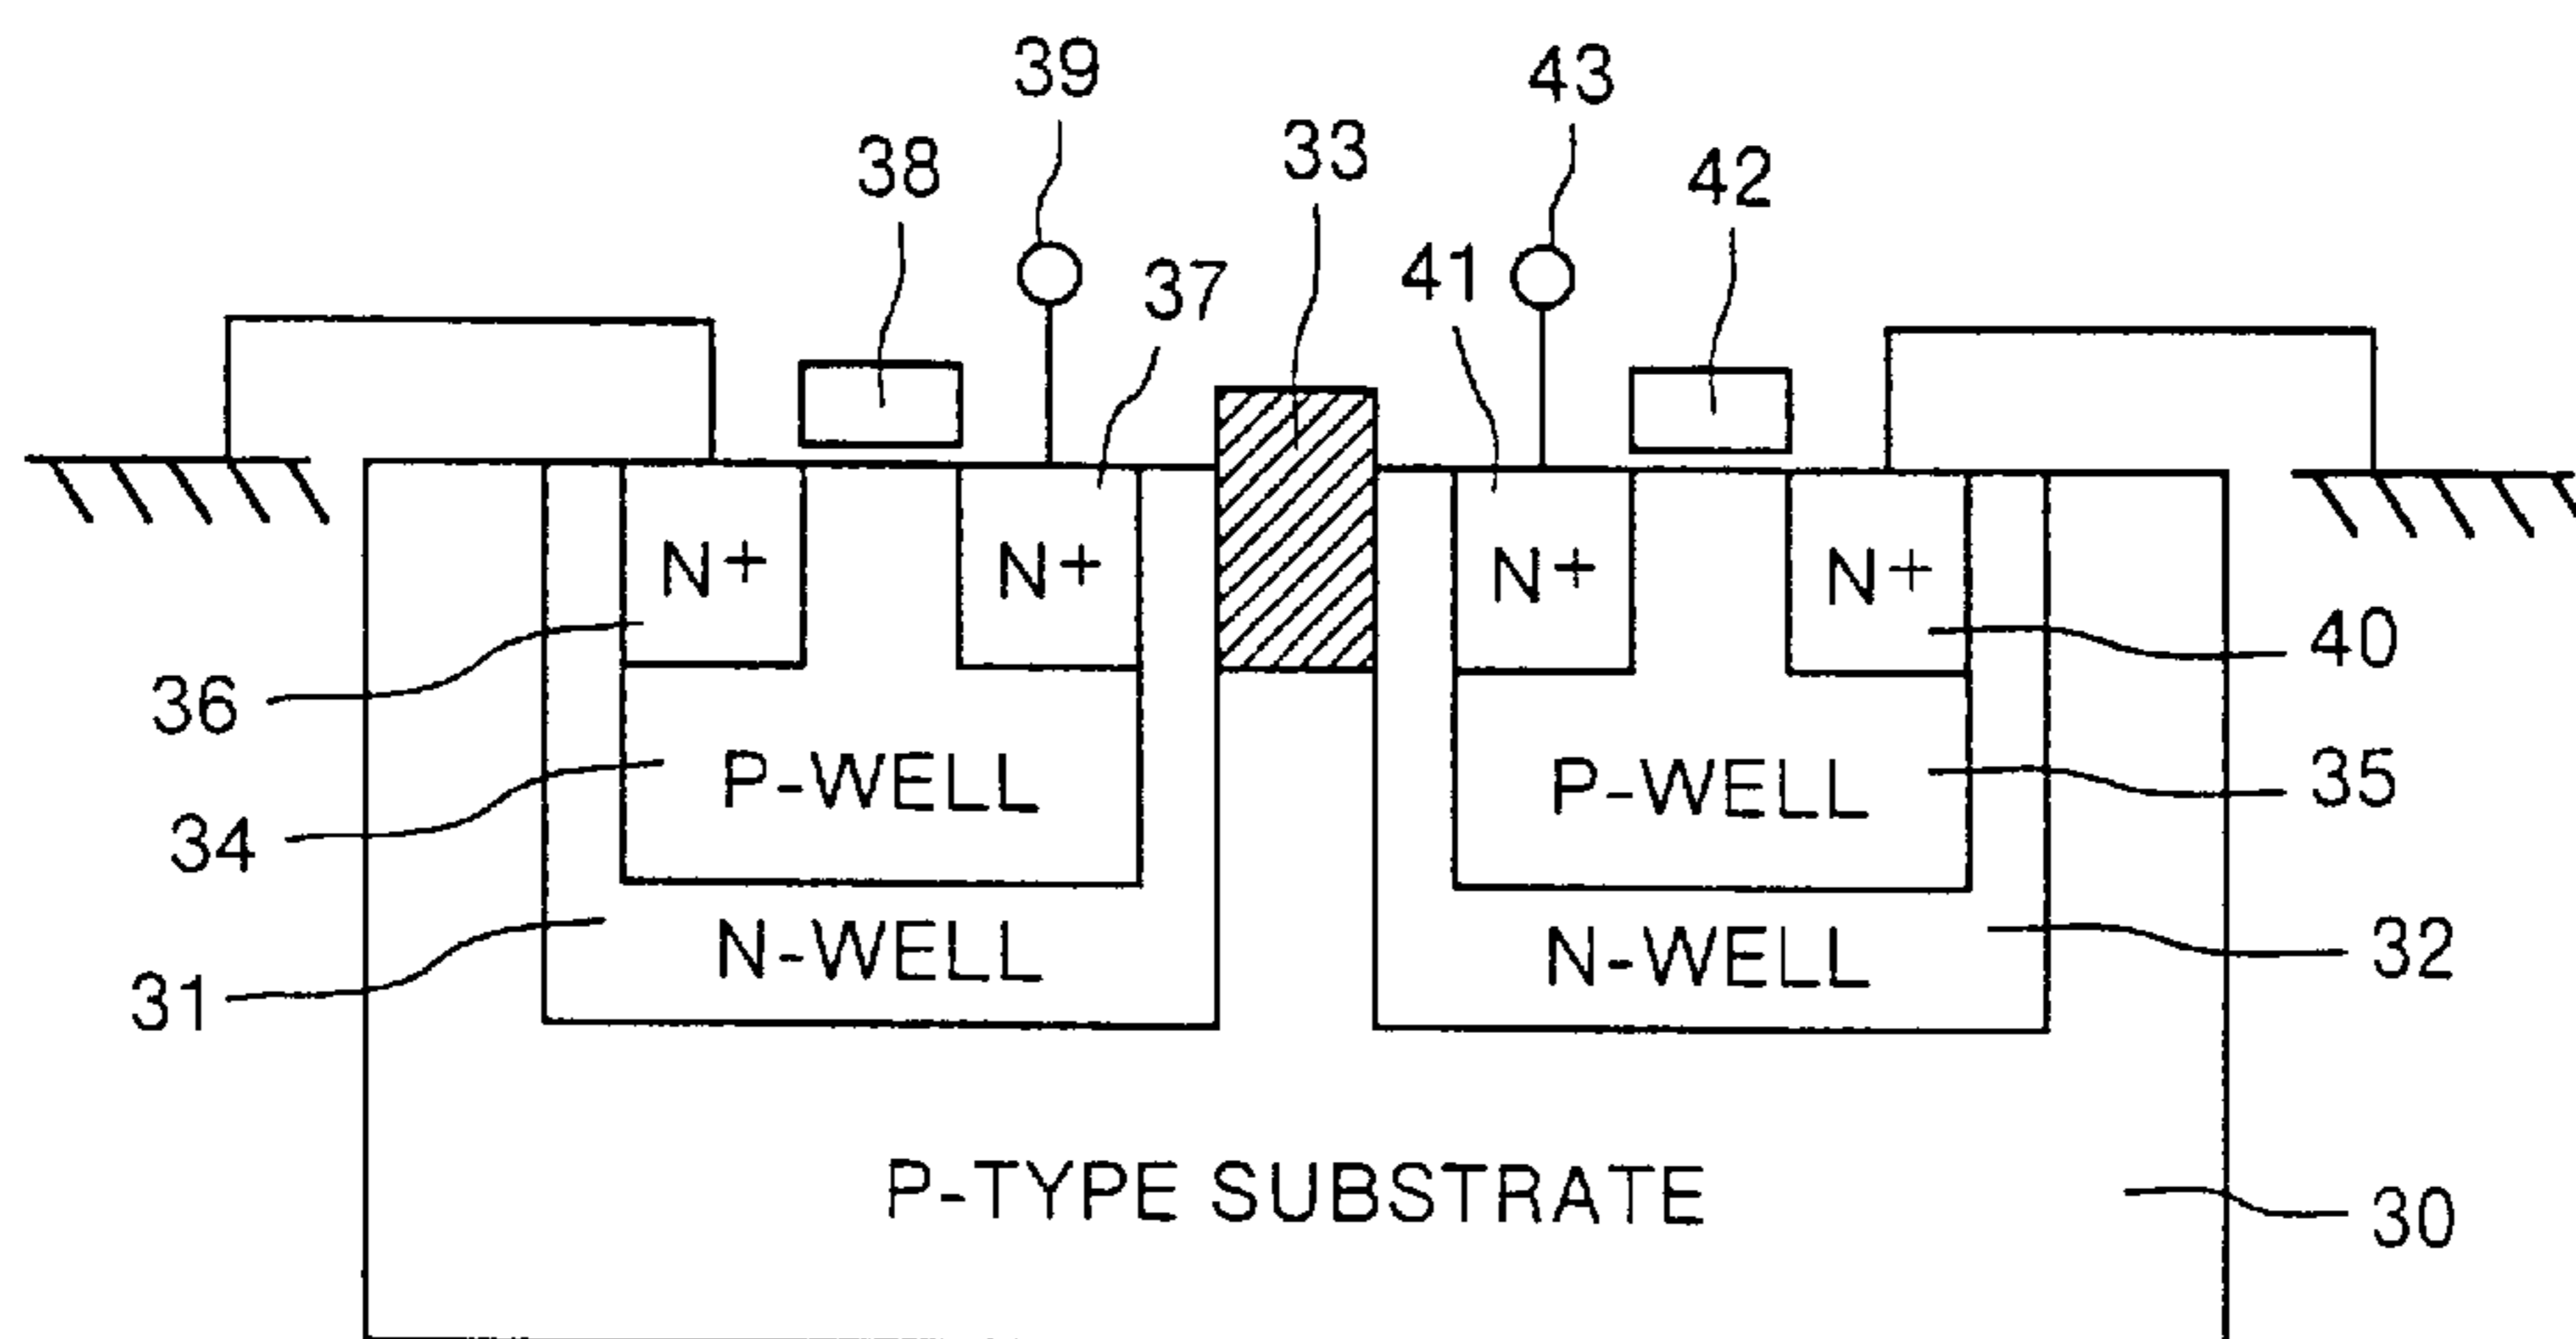 39
43
33
38
42
41
37
N+
N+
N+
N+
40
36
P-WELL
P-WELL
35
34
N-WELL
N-WELL
32
31
P-TYPE SUBSTRATE
30